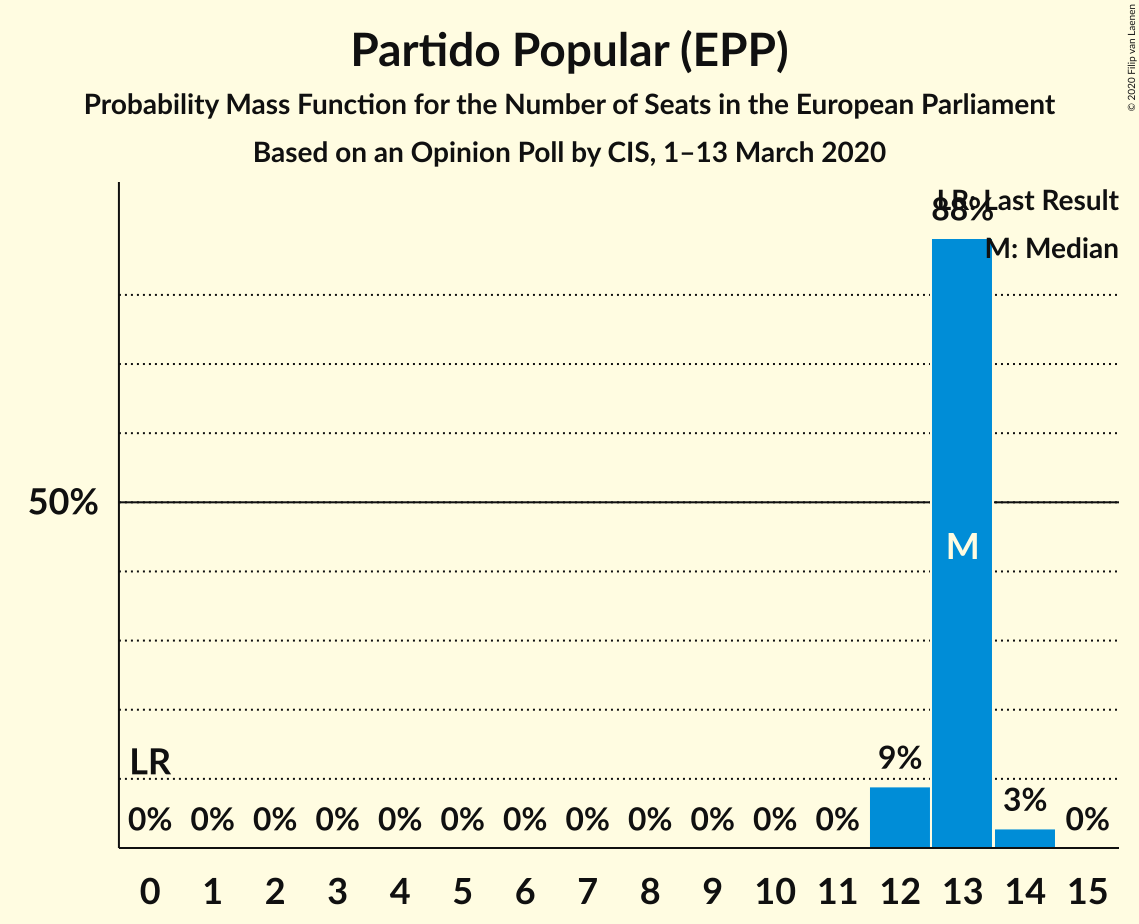 Partido Popular (EPP)
Probability Mass Function for the Number of Seats in the European Parliament
Based on an Opinion Poll by CIS, 1–13 March 2020
© 2020 Filip van Laenen
LR: Last Result
88%
M: Median
50%
M
LR
9%
3%
0% 0% 0% 0% 0% 0% 0% 0% 0% 0% 0% 0% 0%
0 1 2 3 4 5 6 7 8 9 10 11 12 13 14 15